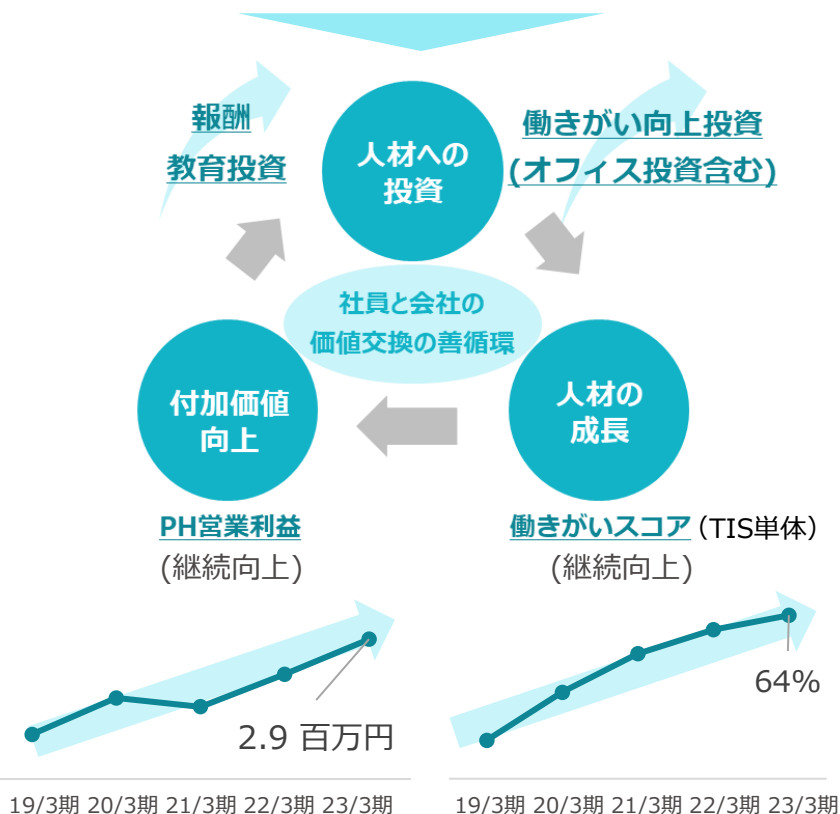 報酬
教育投資
人材への
投資
働きがい向上投資
(オフィス投資含む)
社員と会社の
価値交換の善循環
付加価値
向上
人材の
成長
PH営業利益
(継続向上)
働きがいスコア（TIS単体）
(継続向上)
2.9 百万円
64%
19/3期 20/3期 21/3期 22/3期 23/3期
19/3期 20/3期 21/3期 22/3期 23/3期